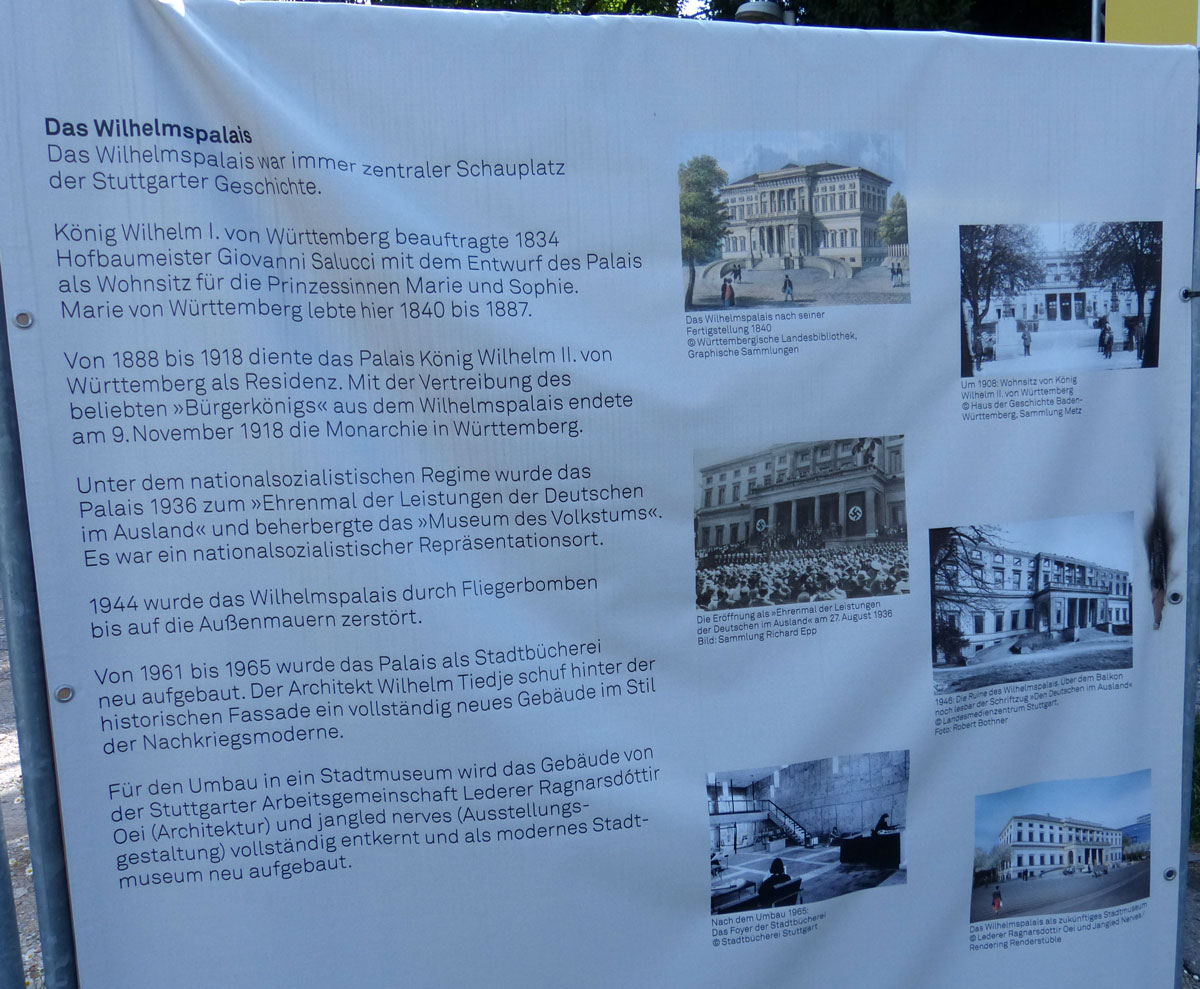 Das Wilhelmspalais
Das Wilhelmspalais war immer zentraler Schauplatz
der Stuttgarter Geschichte.
König Wilhelm I. von Württemberg beauftragte 1834
Hofbaumeister Giovanni Salucci mit dem Entwurf des Palais
als Wohnsitz für die Prinzessinnen Marie und Sophie.
Marie von Württemberg lebte hier 1840 bis 1887.
Von 1888 bis 1918 diente das Palais König Wilhelm II. von
Württemberg als Residenz. Mit der Vertreibung des
beliebten »Bürgerkönigs« aus dem Wilhelmspalais endete
am 9. November 1918 die Monarchie in Württemberg.
Unter dem nationalsozialistischen Regime wurde das
Palais 1936 zum »Ehrenmal der Leistungen der Deutschen
im Ausland« und beherbergte das »Museum des Volkstums«.
Es war ein nationalsozialistischer Repräsentationsort.
1944 wurde das Wilhelmspalais durch Fliegerbomben
bis auf die Außenmauern zerstört.
Von 1961 bis 1965 wurde das Palais als Stadtbücherei
neu aufgebaut. Der Architekt Wilhelm Tiedje schuf hinter der
historischen Fassade ein vollständig neues Gebäude im Stil
der Nachkriegsmoderne.
Für den Umbau in ein Stadtmuseum wird das Gebäude von
der Stuttgarter Arbeitsgemeinschaft Lederer Ragnarsdóttir
Oei (Architektur) und jangled nerves (Ausstellungs-
gestaltung) vollständig entkernt und als modernes Stadt-
museum neu aufgebaut.
Das Wilhelmspalais nach seiner
Fertigstellung 1840
© Württembergische Landesbibliothek,
Graphische Sammlungen
Um 1908: Wohnsitz von König
Wilhelm II. von Württemberg
© Haus der Geschichte Baden-
Württemberg, Sammlung Metz
Die Eröffnung als »Ehrenmal der Leistungen
der Deutschen im Ausland« am 27. August 1936
Bild: Sammlung Richard Epp
1946: Die Ruine des Wilhelmspalais. Über dem Balkon
noch lesbar der Schriftzug »Den Deutschen im Ausland«
© Landesmedienzentrum Stuttgart,
Foto: Robert Bothner
Nach dem Umbau 1965:
Das Foyer der Stadtbücherei
© Stadtbücherei Stuttgart
Das Wilhelmspalais als zukünftiges Stadtmuseum
© Lederer Ragnarsdottir Oei und Jangled Nerves /
Rendering Renderstüble